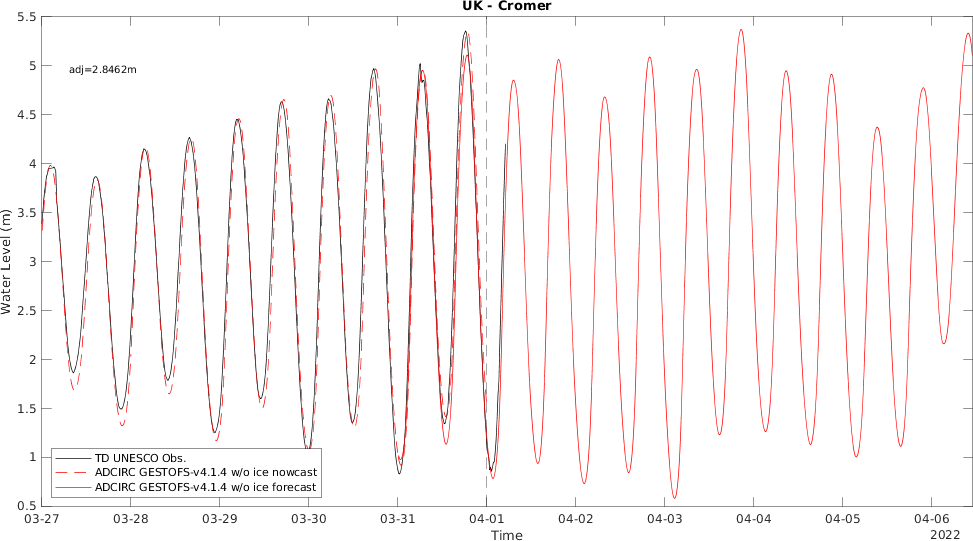 UK - Cromer
5.5
5
4.5
4
3.5
3
2.5
2
1.5
1
0.5
Water Level (m)
adj=2.8462m
TD UNESCO Obs.
ADCIRC GESTOFS-v4.1.4 w/o ice nowcast
ADCIRC GESTOFS-v4.1.4 w/o ice forecast
03-27 03-28 03-29 03-30 03-31 04-01 04-02 04-03 04-04 04-05 04-06
Time
2022